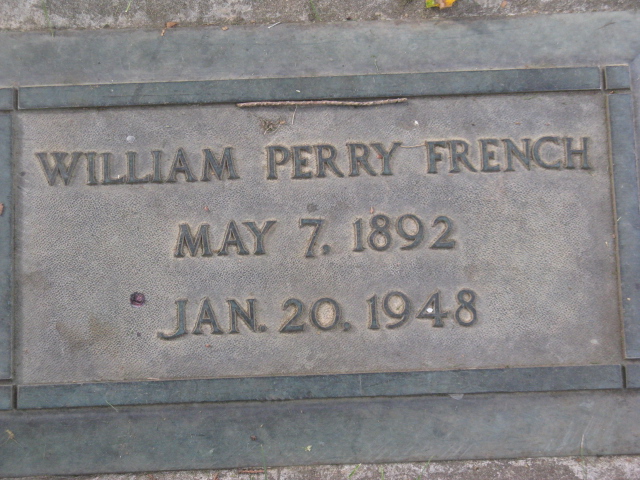 WILLIAM PERRY FRENCH
MAY 7, 1892
JAN. 20, 1948